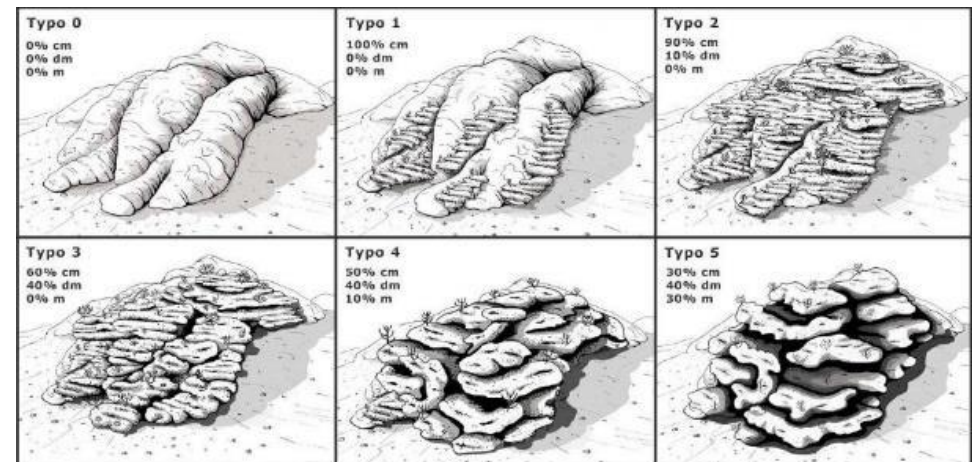 Typo 0
0% cm
0% dm
0% m
Typo 1
100% cm
0% dm
0% m
Typo 2
90% cm
10% dm
0% m
Typo 3
60% cm
40% dm
0% m
Typo 4
50% cm
40% dm
10% m
Typo 5
30% cm
40% dm
30% m